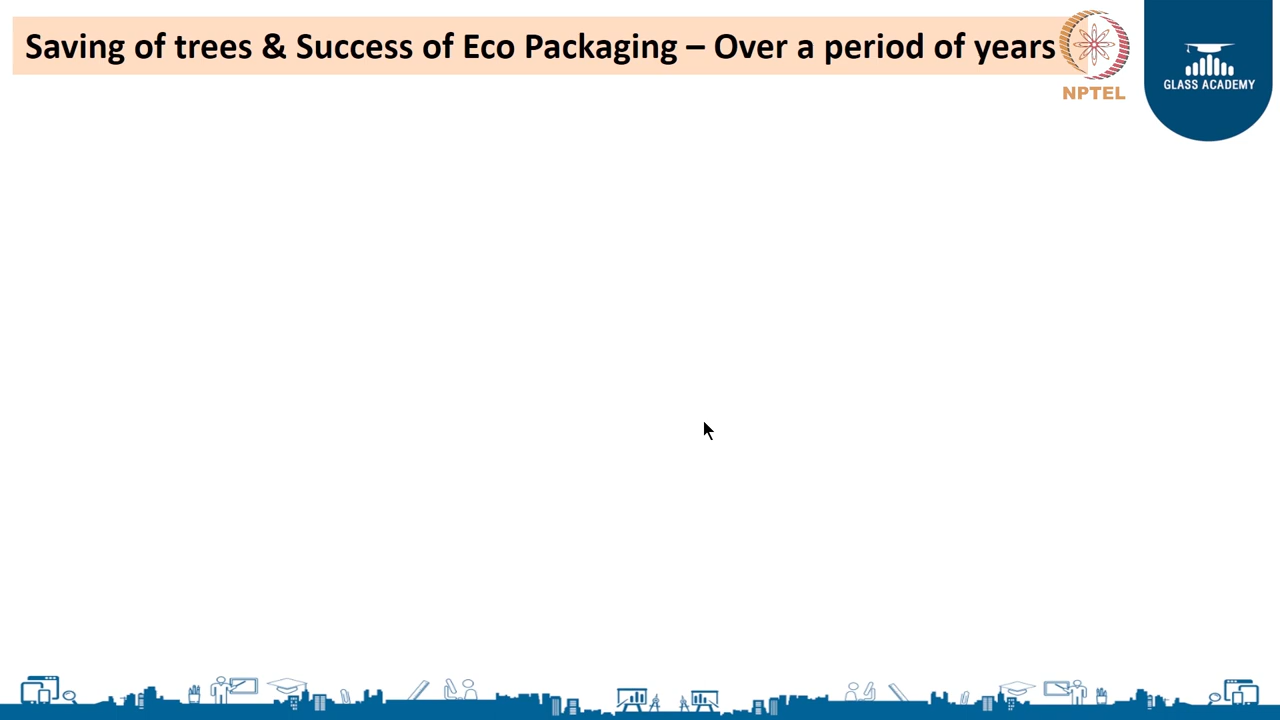 Saving of trees & Success of Eco Packaging – Over a period of years
NPTEL
GLASS ACADEMY